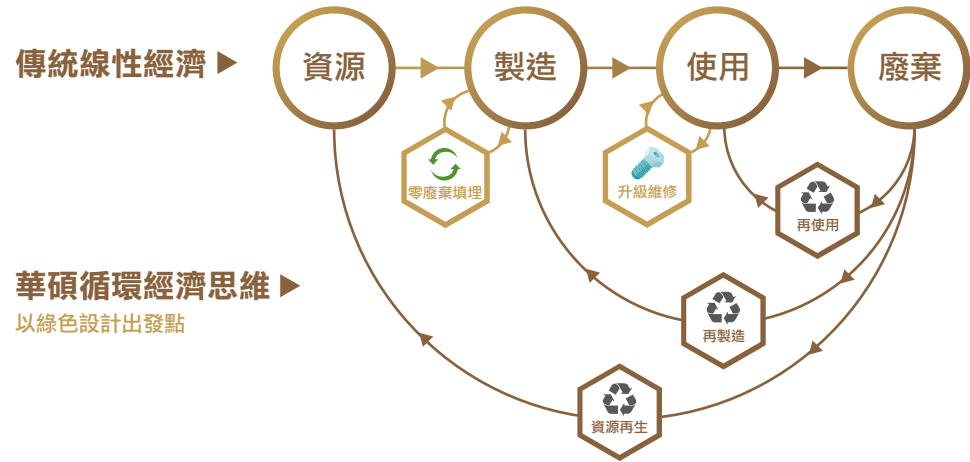 傳統線性經濟
資源
製造
使用
廢棄
零廢棄填埋
升級維修
再使用
華碩循環經濟思維
以綠色設計出發點
再製造
資源再生